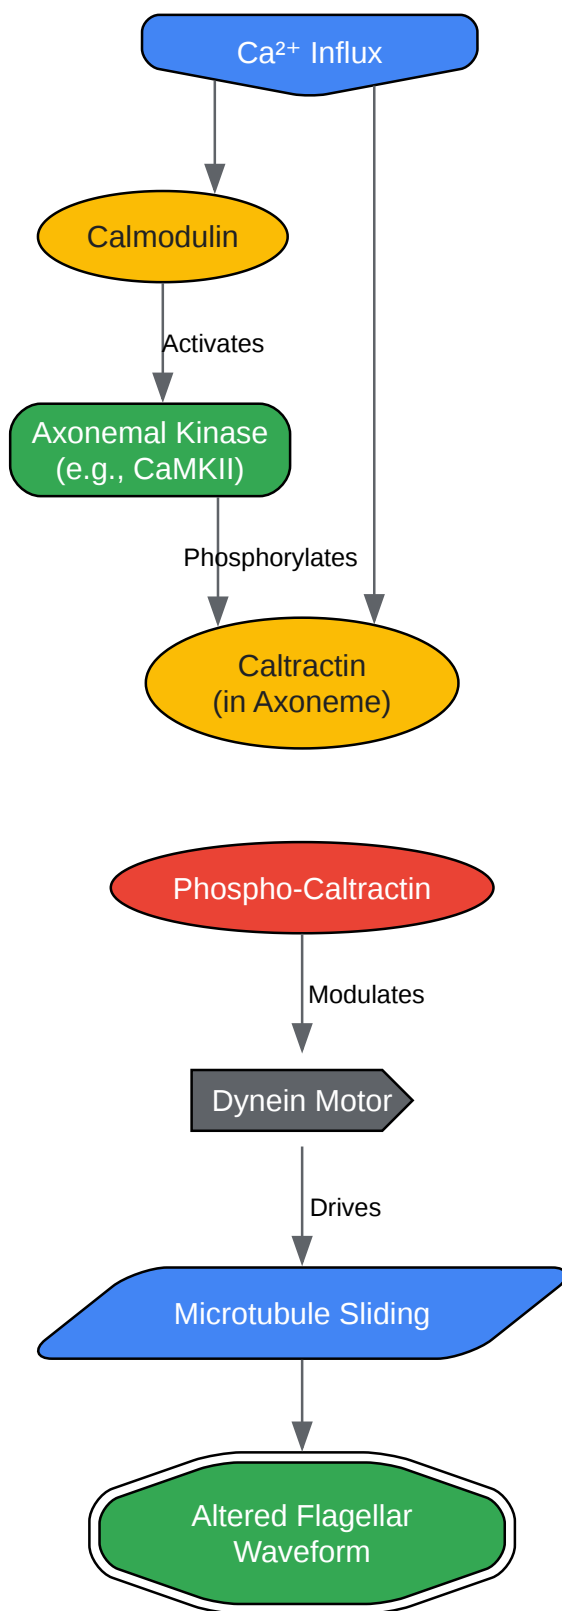 Ca²⁺ Influx
Calmodulin
Activates
Axonemal Kinase
(e.g., CaMKII)
Phosphorylates
Caltractin
(in Axoneme)
Phospho-Caltractin
Modulates
Dynein Motor
Drives
Microtubule Sliding
Altered Flagellar
Waveform